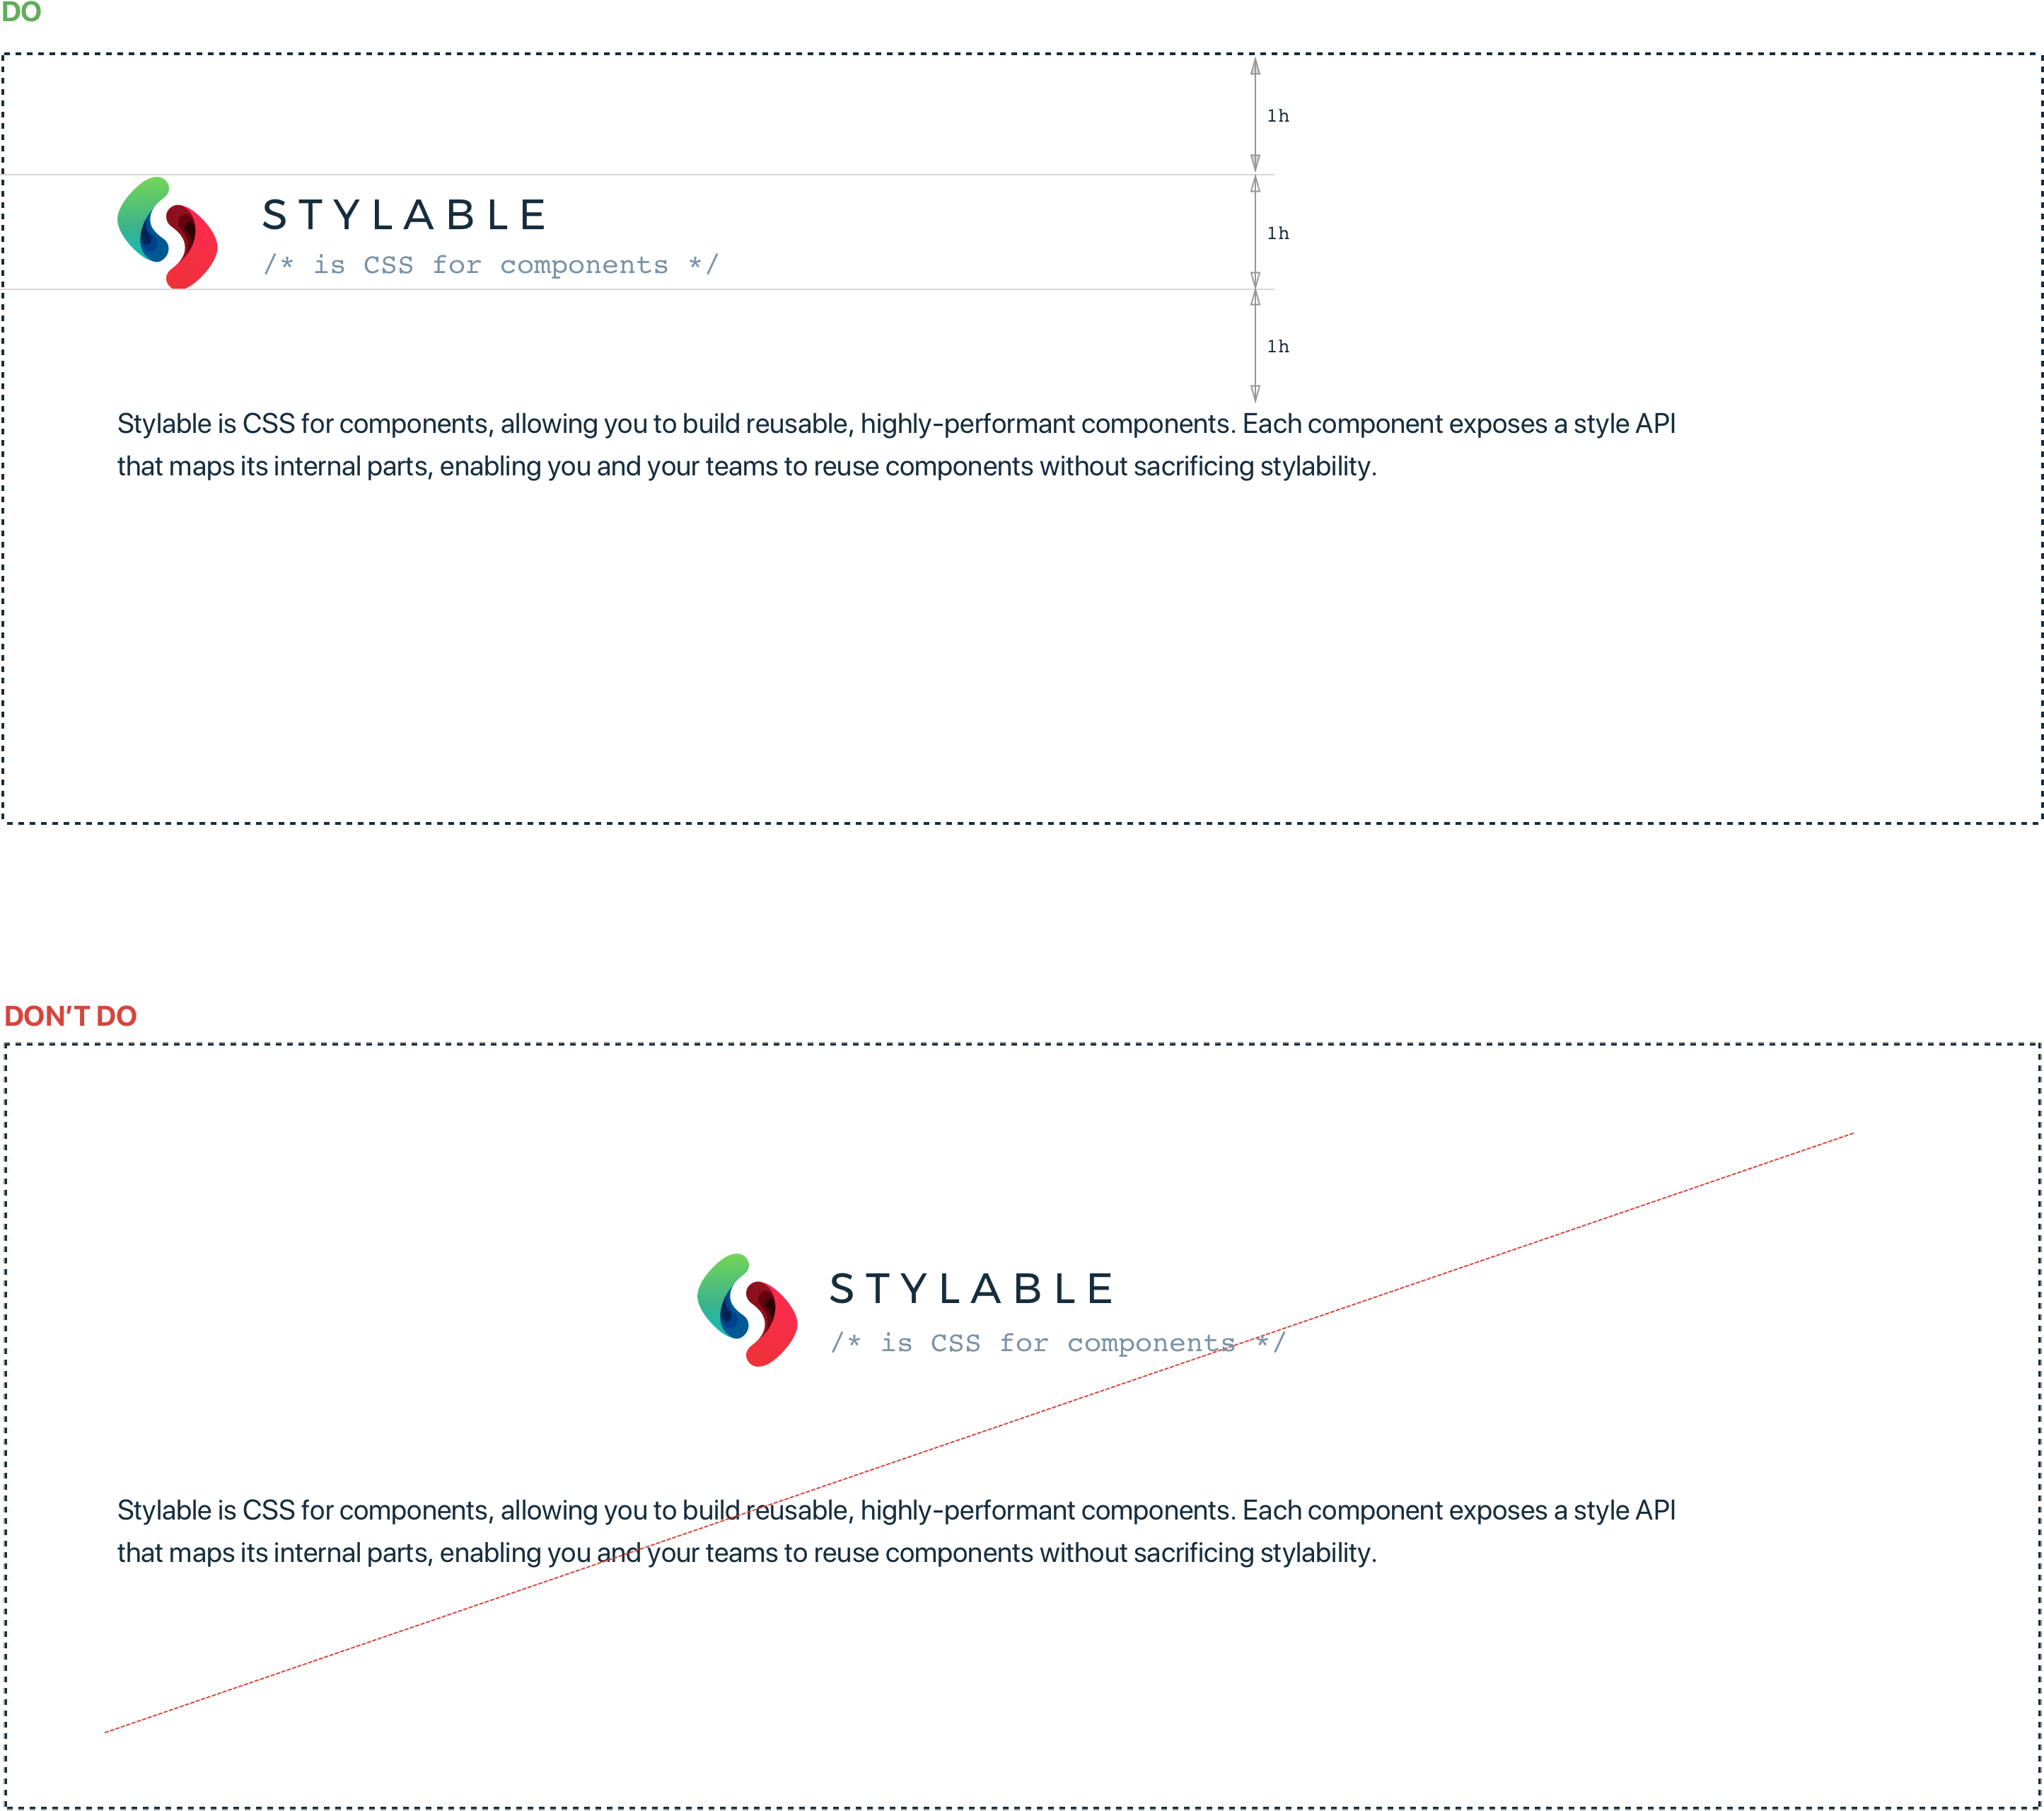 DO
1h
STYLABLE
1h
/* is CSS for components */
1h
Stylable is CSS for components, allowing you to build reusable, highly-performant components. Each component exposes a style API
that maps its internal parts, enabling you and your teams to reuse components without sacrificing stylability.
DON’T DO
STYLABLE
/* is CSS for components */
Stylable is CSS for components, allowing you to build reusable, highly-performant components. Each component exposes a style API
that maps its internal parts, enabling you and your teams to reuse components without sacrificing stylability.